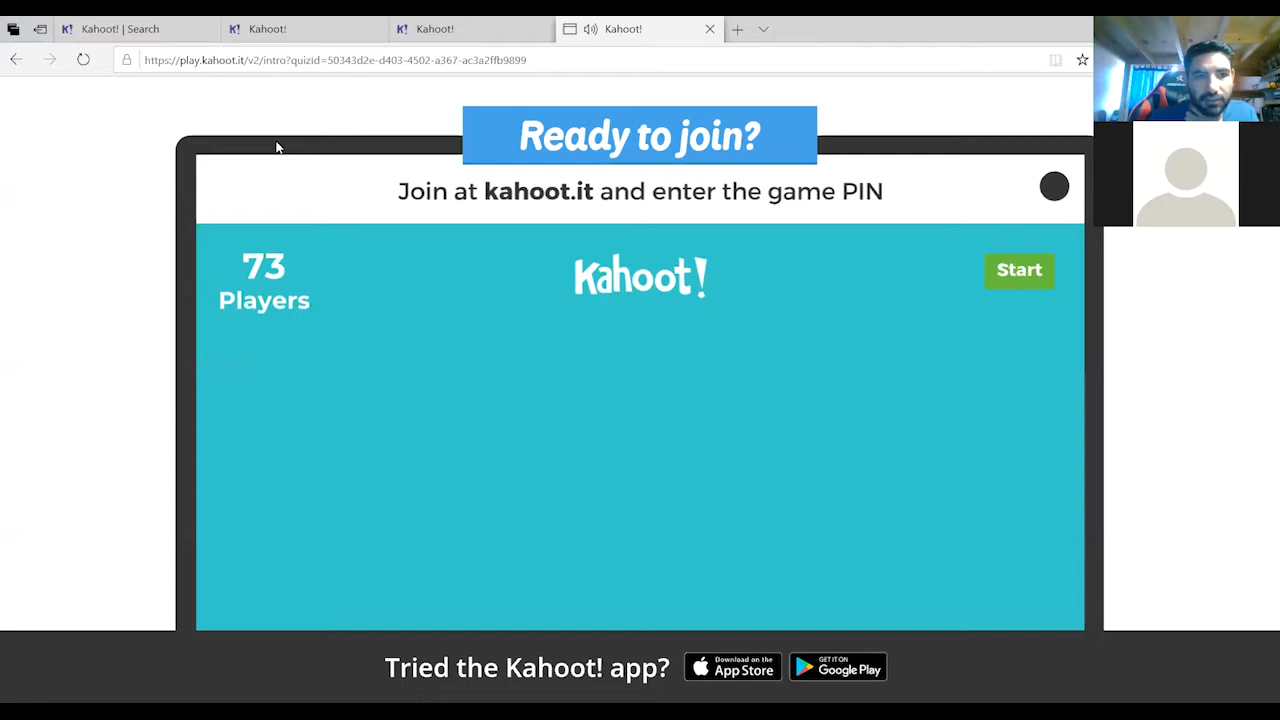 Kahoot! | Search
Kahoot!
Kahoot!
Kahoot!
https://play.kahoot.it/v2/intro?quizid=50343d2e-d403-4502-a367-ac3a2ffb9899
Ready to join?
Join at kahoot.it and enter the game PIN
73
Players
Kahoot!
Start
Tried the Kahoot! app?
Download on the
App Store
GET IT ON
Google Play